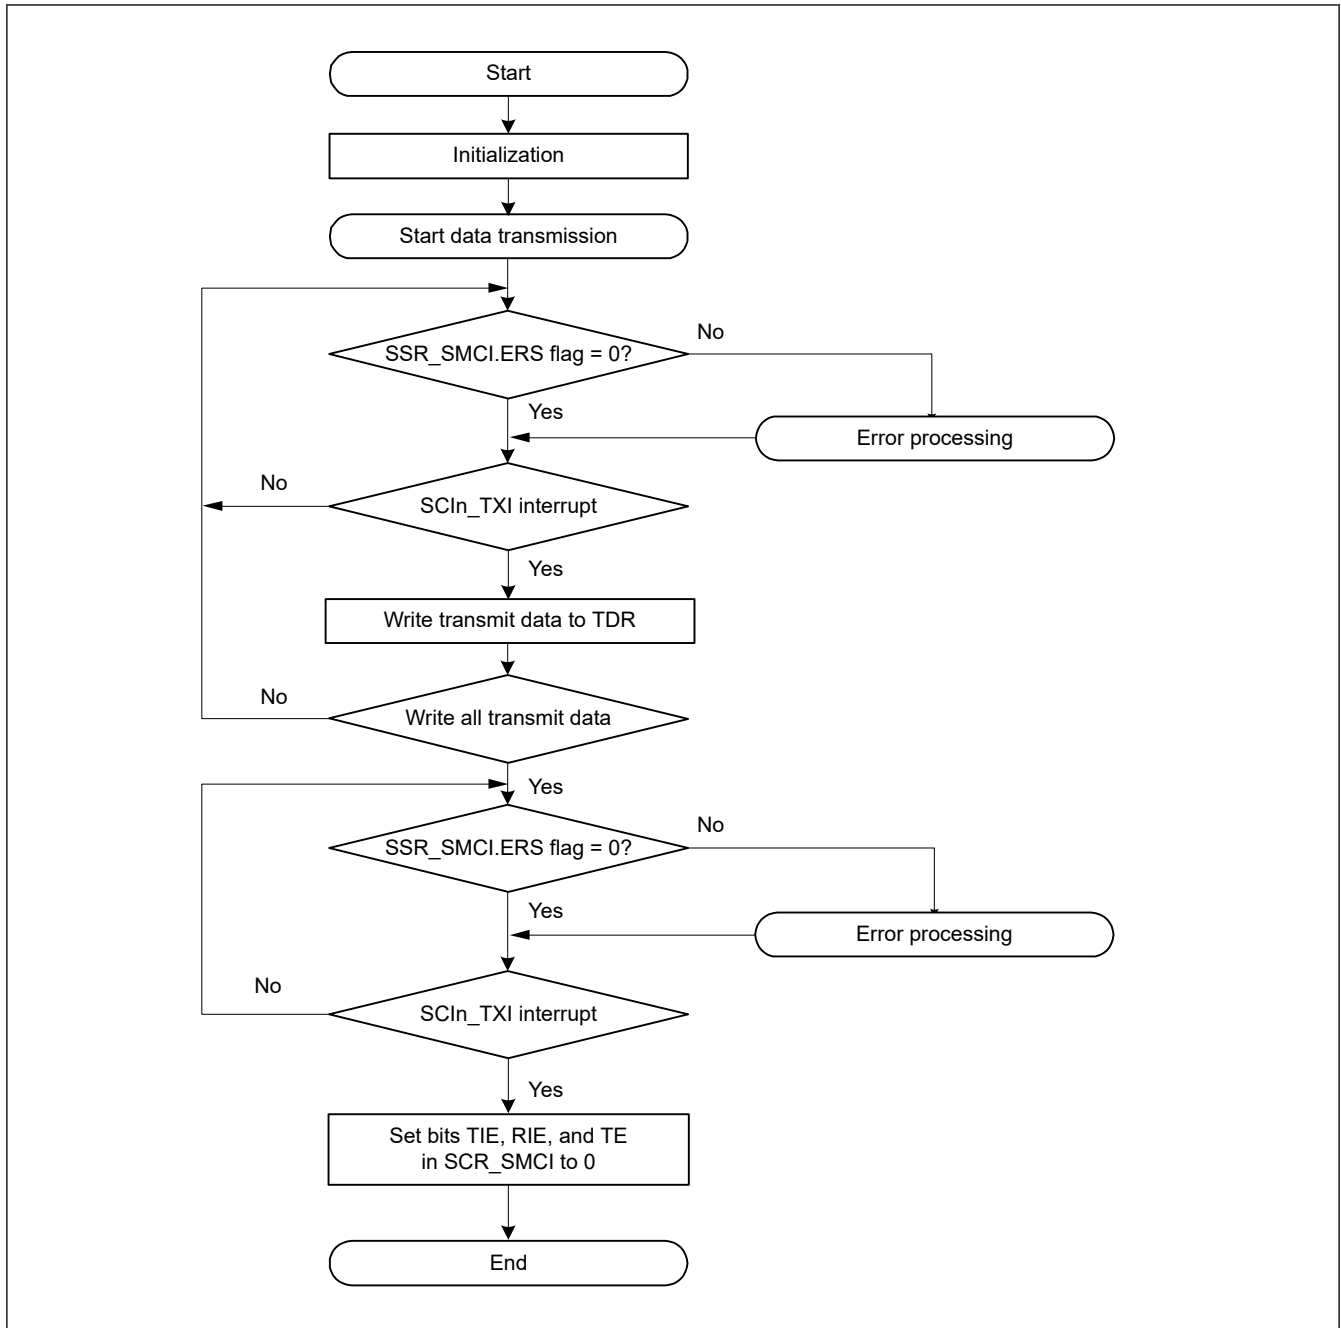 Start
Initialization
Start data transmission
No
SSR_SMCI.ERS flag = 0?
Yes
Error processing
No
SCIn_TXI interrupt
Yes
Write transmit data to TDR
No
Write all transmit data
Yes
No
SSR_SMCI.ERS flag = 0?
Yes
Error processing
No
SCIn_TXI interrupt
Yes
Set bits TIE, RIE, and TE
in SCR_SMCI to 0
End